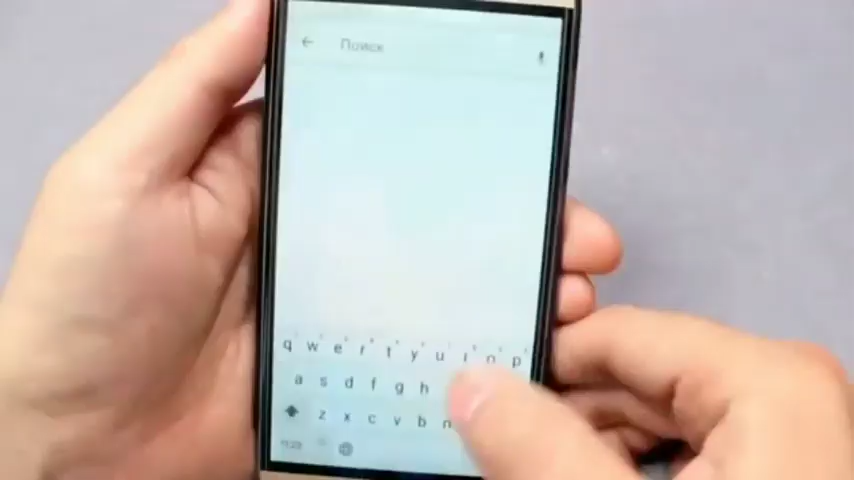 Поиск
q w e r t y u i o p
a s d f g h
z x c v b n